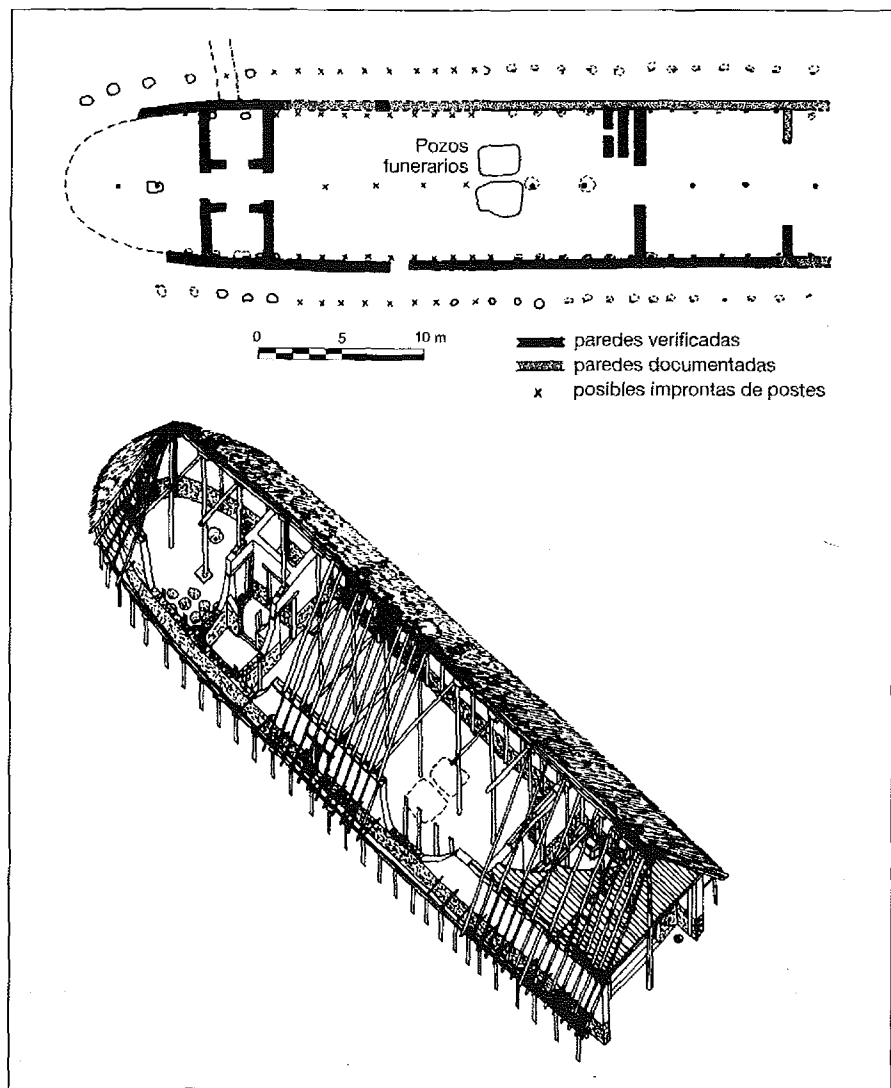 Pozos
funerarios
0 5 10 m
paredes verificadas
paredes documentadas
x posibles improntas de postes